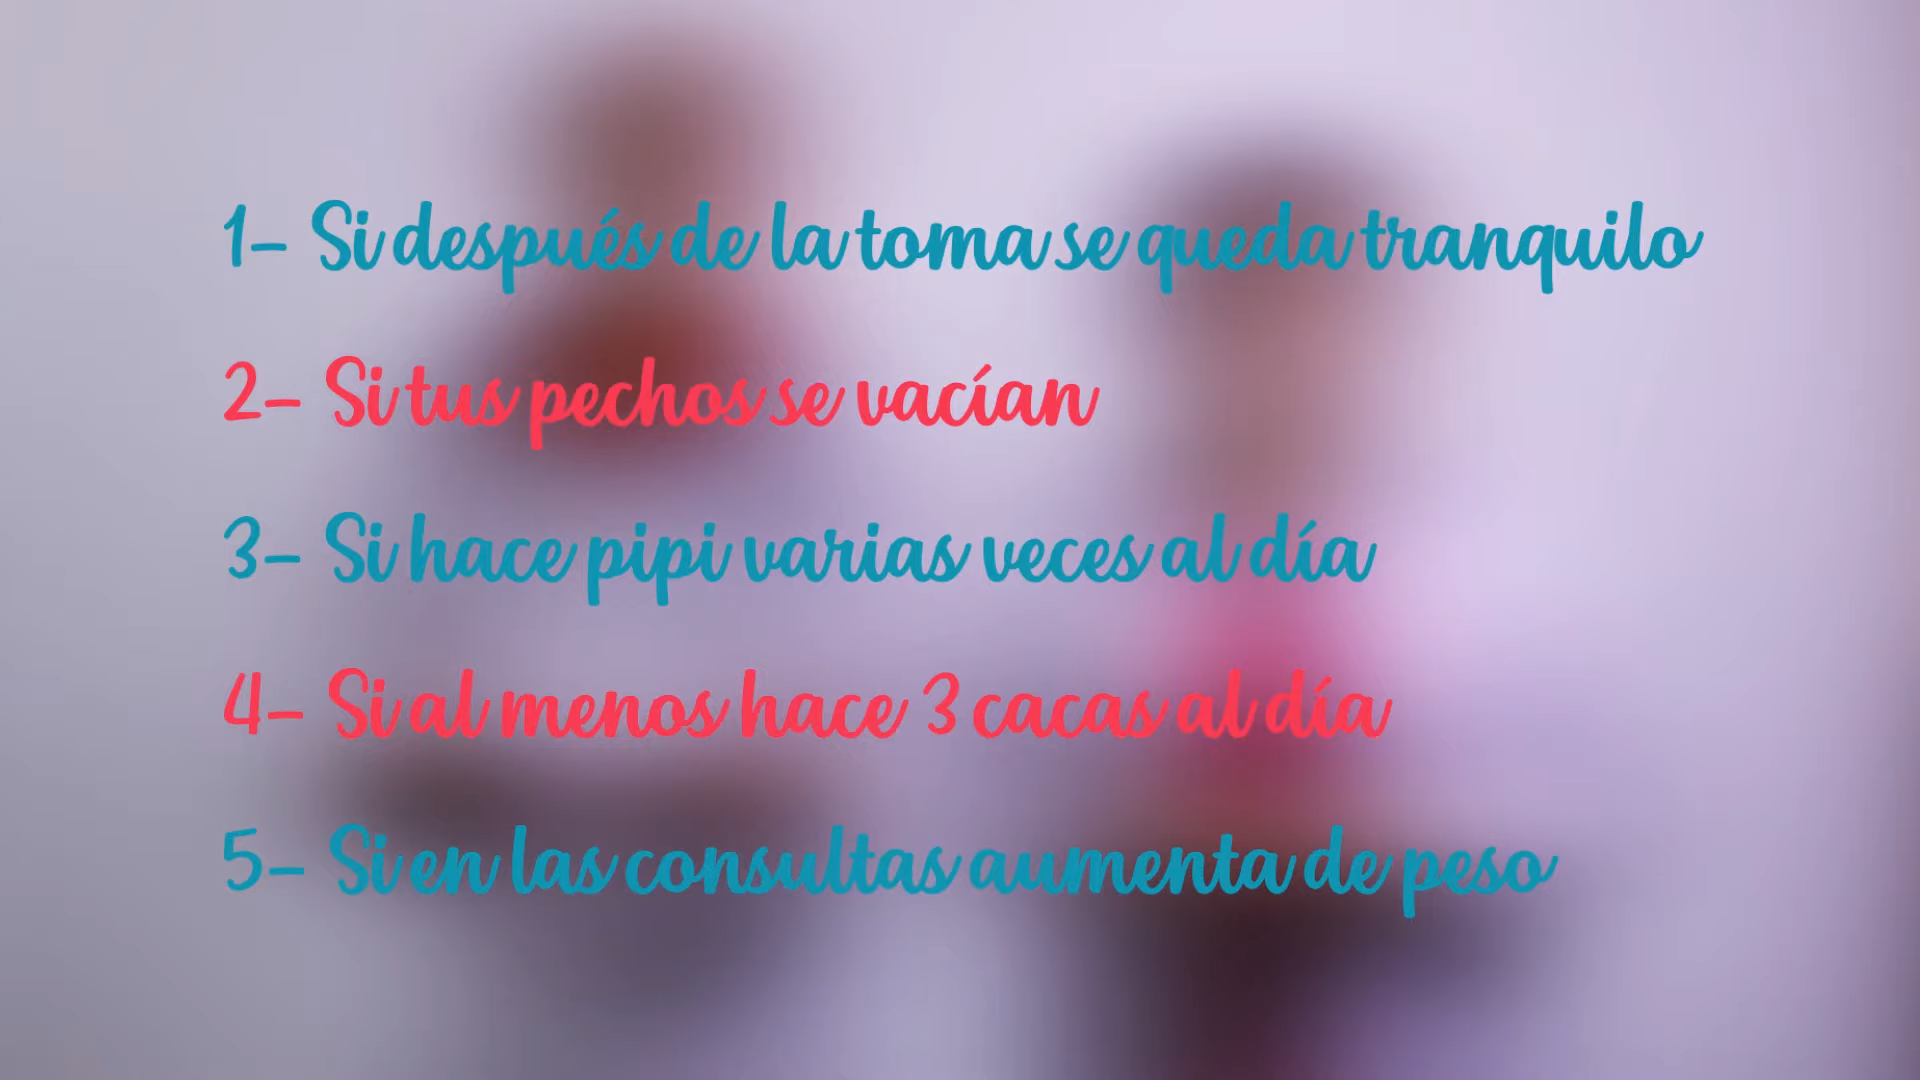 1- Si después de la toma se queda tranquilo
2- Si tus pechos se vacían
3- Si hace pipi varias veces al día
4- Si al menos hace 3 cacas al día
5- Si en las consultas aumenta de peso